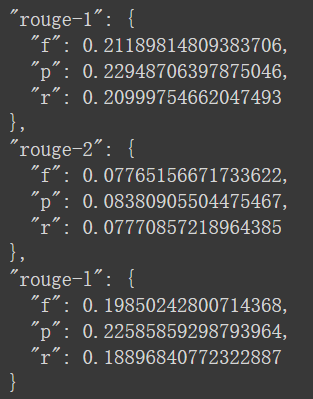 "rouge-1": {
"f": 0.21189814809383706,
"p": 0.22948706397875046,
"r": 0.20999754662047493
},
"rouge-2": {
"f": 0.07765156671733622,
"p": 0.08380905504475467,
"r": 0.07770857218964385
},
"rouge-l": {
"f": 0.19850242800714368,
"p": 0.22585859298793964,
"r": 0.18896840772322887
}